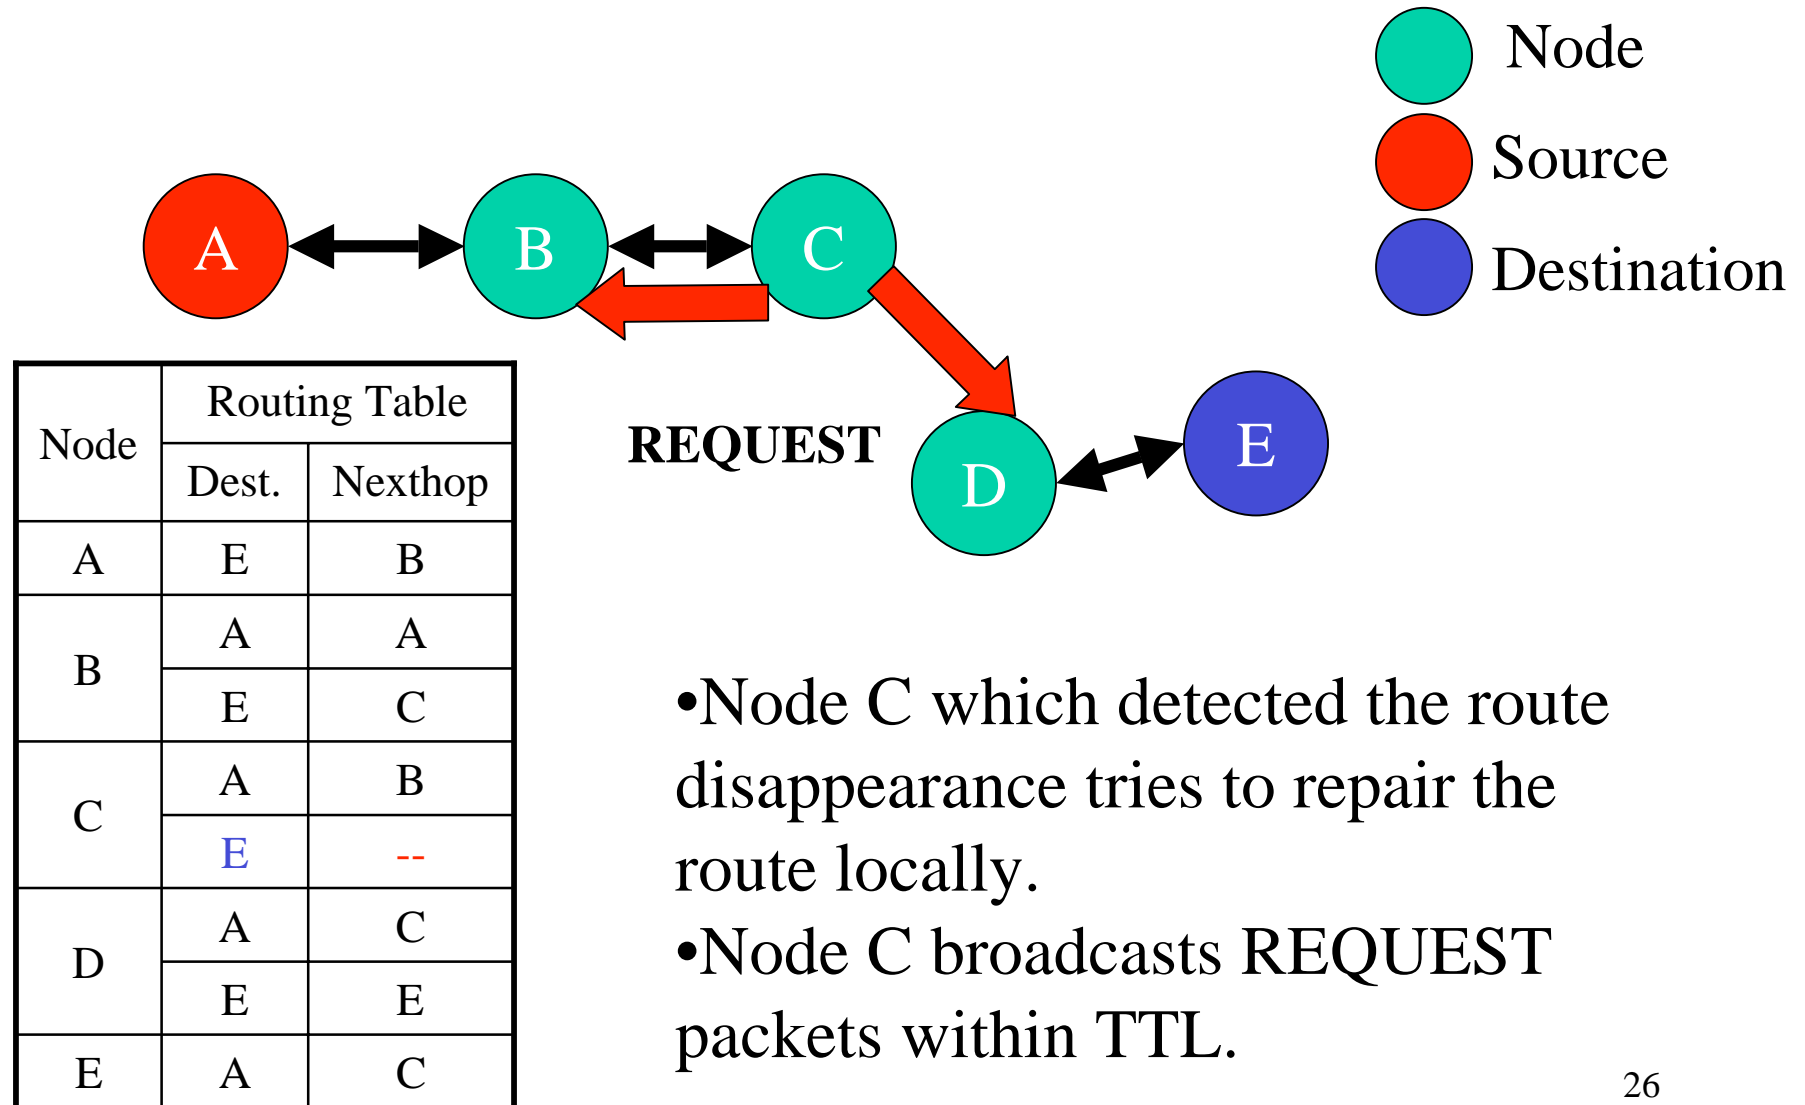 Node
Source
Destination
A
B
C
REQUEST
D
E
Node
Routing Table
Dest. Nexthop
A E B
B A A
E C
C A B
E --
D A C
E E
E A C
•Node C which detected the route
disappearance tries to repair the
route locally.
•Node C broadcasts REQUEST
packets within TTL.
26